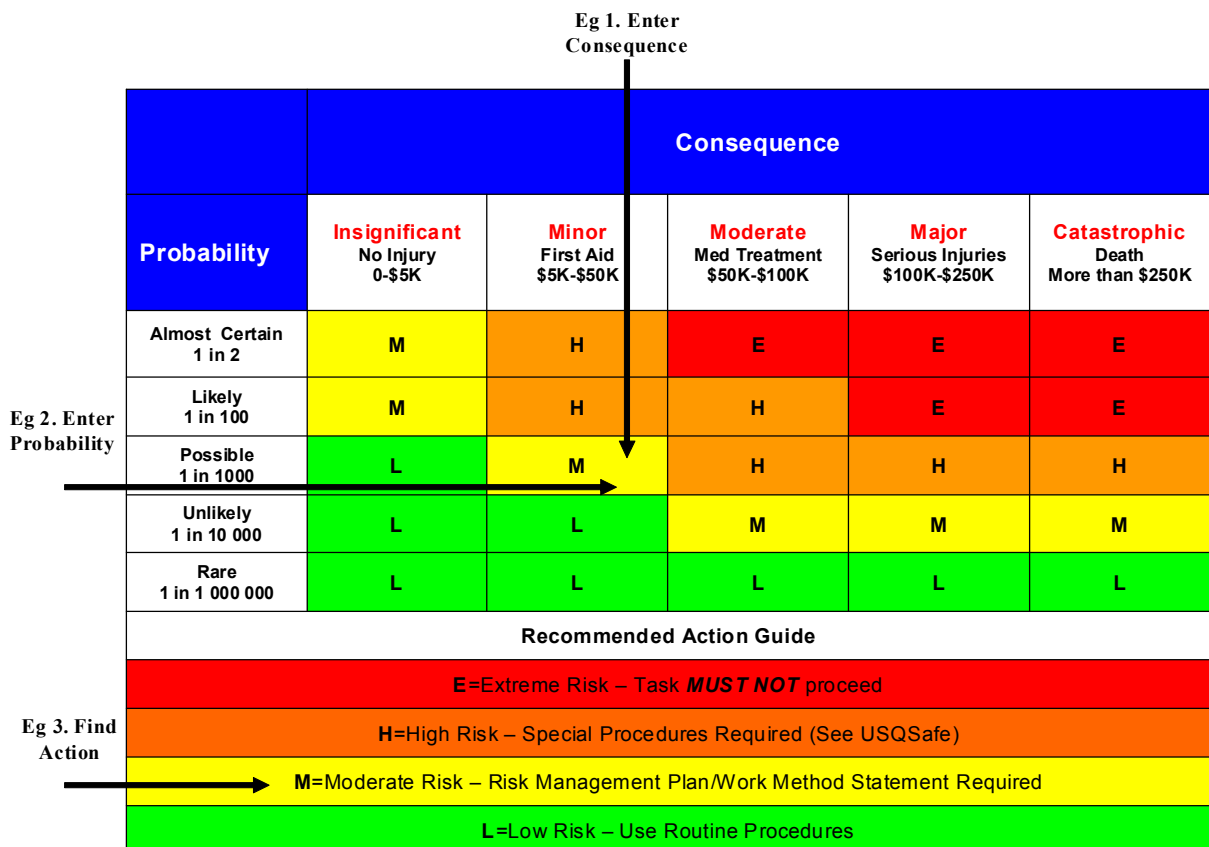 Eg 1. Enter
Consequence
Consequence
Probability
Insignificant
No Injury
0-$5K
Minor
First Aid
$5K-$50K
Moderate
Med Treatment
$50K-$100K
Major
Serious Injuries
$100K-$250K
Catastrophic
Death
More than $250K
Almost Certain
1 in 2
M
H
E
E
E
Eg 2. Enter
Probability
Likely
1 in 100
M
H
H
E
E
Possible
1 in 1000
L
M
H
H
H
Unlikely
1 in 10 000
L
L
M
M
M
Rare
1 in 1 000 000
L
L
L
L
L
Recommended Action Guide
E=Extreme Risk – Task MUST NOT proceed
Eg 3. Find
Action
H=High Risk – Special Procedures Required (See USQSafe)
M=Moderate Risk – Risk Management Plan/Work Method Statement Required
L=Low Risk – Use Routine Procedures